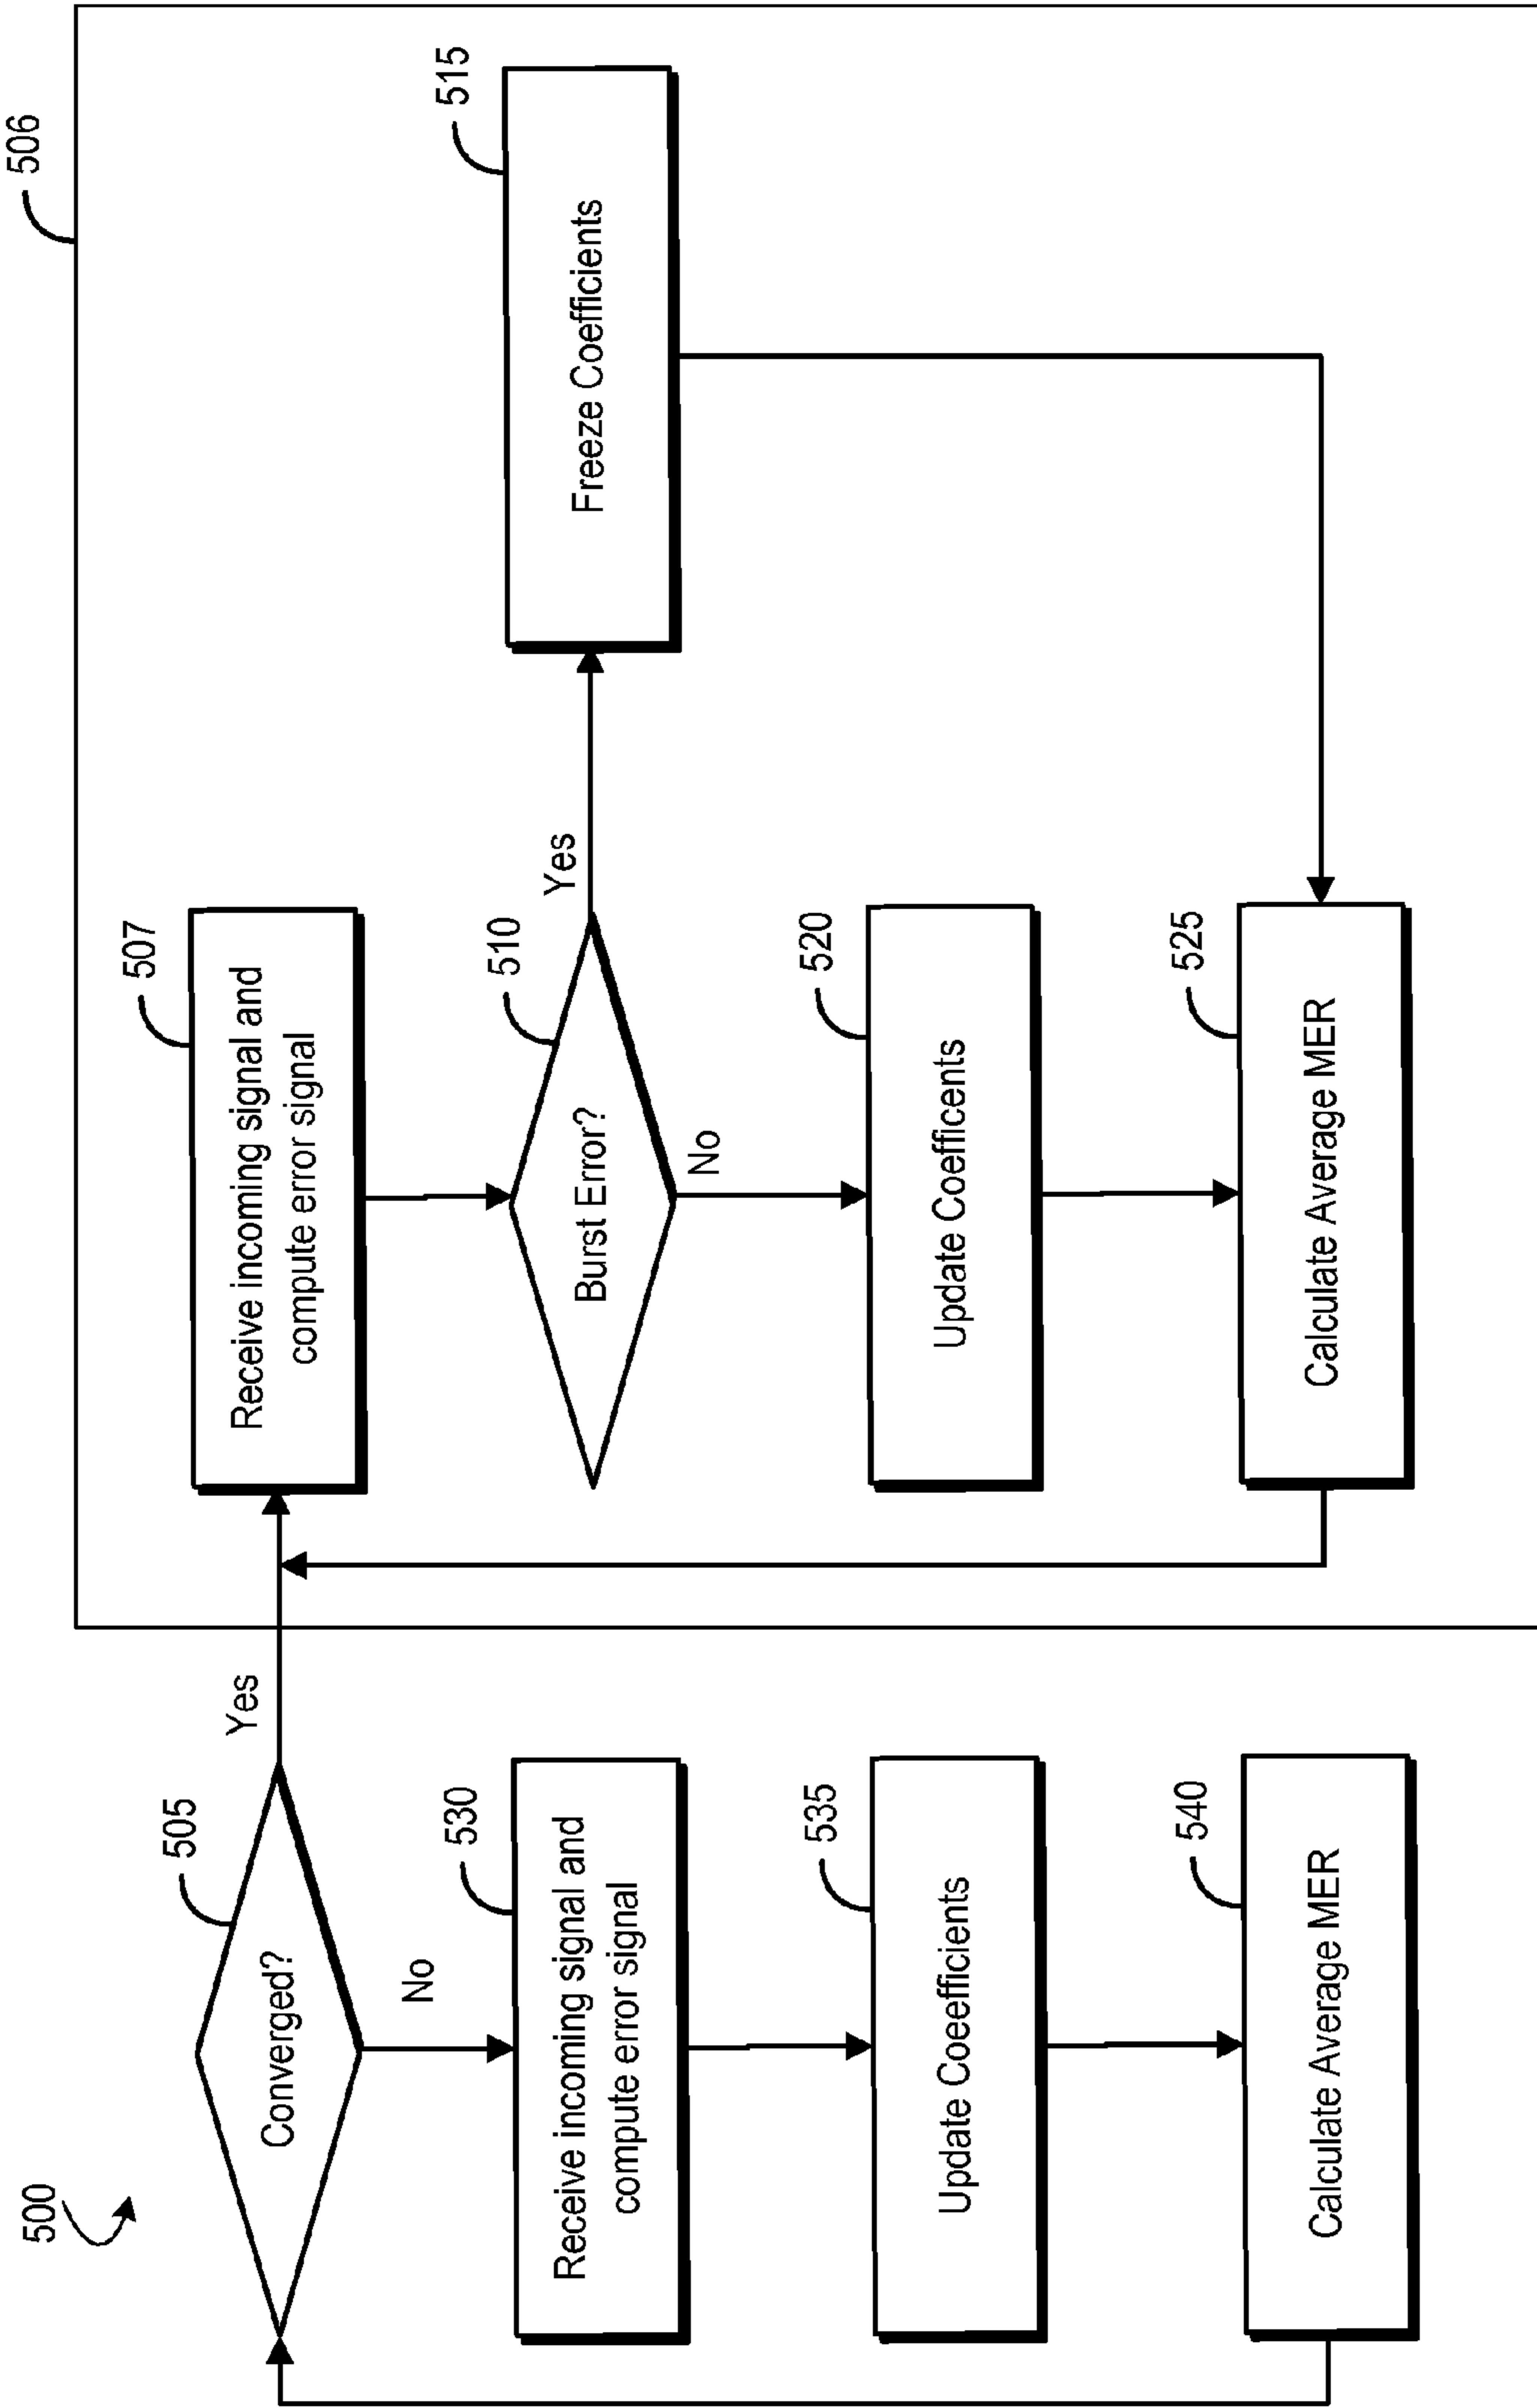 500
505
Converged?
Yes
No
530
Receive incoming signal and
compute error signal
535
Update Coeefficients
540
Calculate Average MER
506
507
Receive incoming signal and
compute error signal
510
Burst Error?
Yes
No
515
Freeze Coefficients
520
Update Coefficents
525
Calculate Average MER